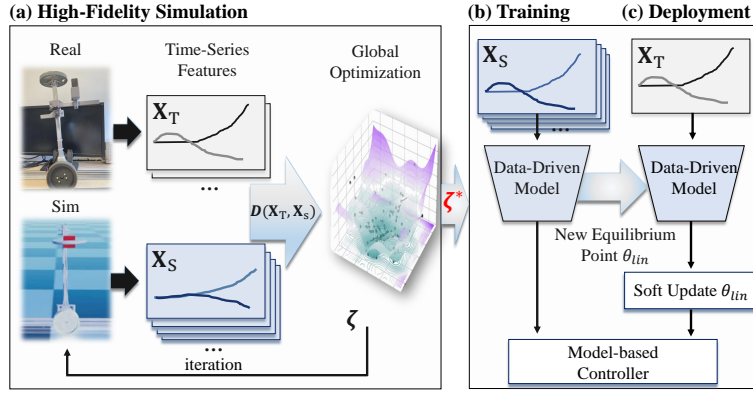 (a) High-Fidelity Simulation
Real
Time-Series
Features
Global
Optimization
X_T
...
D(X_T, X_s)
Sim
X_S
...
ζ
iteration
ζ*
(b) Training
(c) Deployment
X_S
...
X_T
Data-Driven
Model
Data-Driven
Model
New Equilibrium
Point θ_lin
Soft Update θ_lin
Model-based
Controller